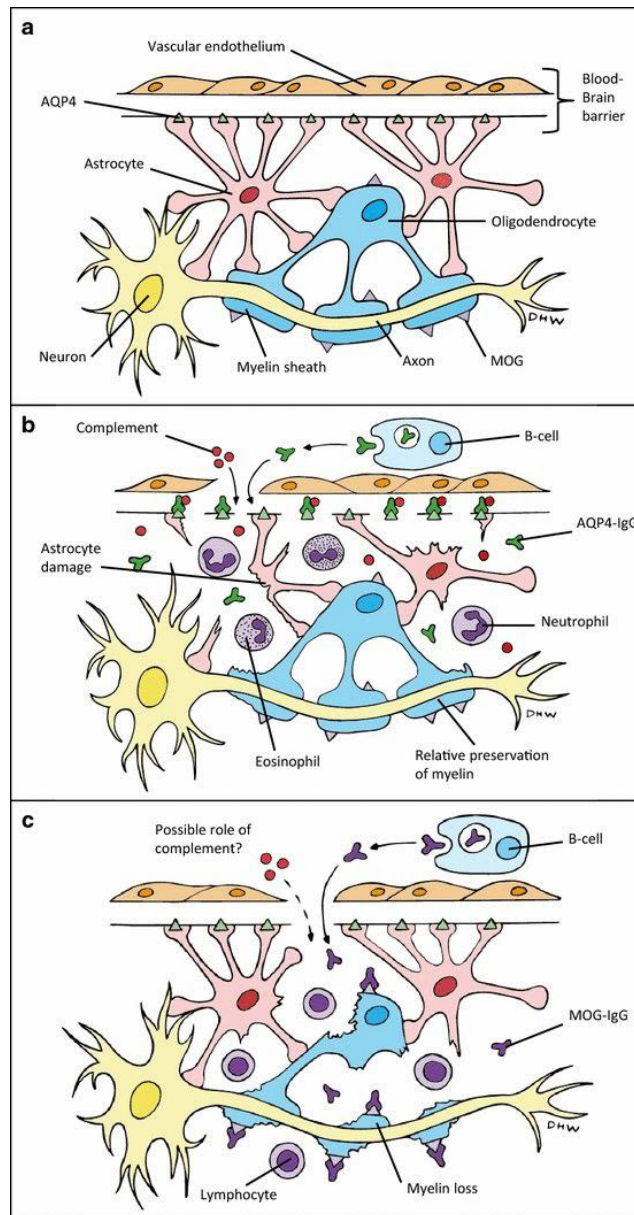 a
Vascular endothelium
AQP4
Blood-
Brain
barrier
Astrocyte
Oligodendrocyte
DHW
Neuron
Myelin sheath
Axon
MOG
b
Complement
B-cell
AQP4-IgG
Astrocyte
damage
Neutrophil
DHW
Eosinophil
Relative preservation
of myelin
c
Possible role of
complement?
B-cell
MOG-IgG
DHW
Lymphocyte
Myelin loss